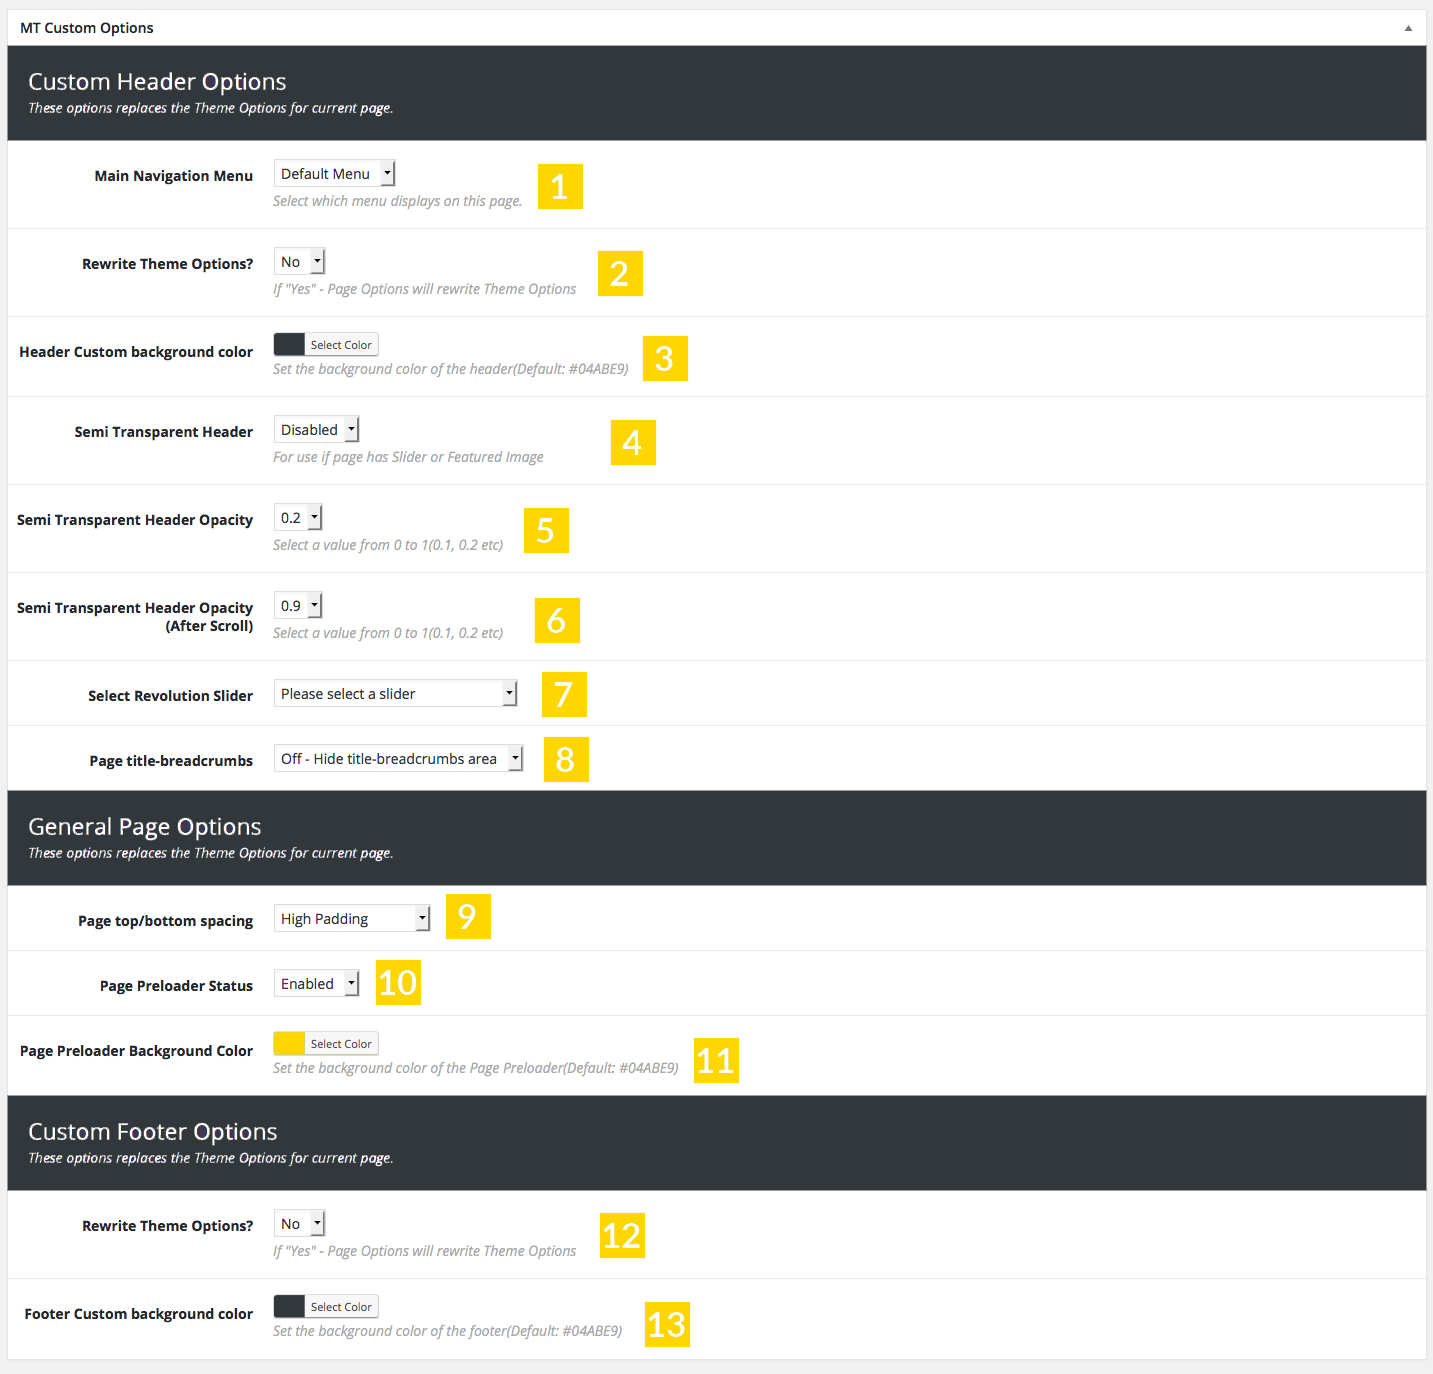 MT Custom Options
Custom Header Options
These options replaces the Theme Options for current page.
Main Navigation Menu
Default Menu
Select which menu displays on this page.
1
Rewrite Theme Options?
No
If "Yes" - Page Options will rewrite Theme Options
2
Header Custom background color
Select Color
Set the background color of the header(Default: #04ABE9)
3
Semi Transparent Header
Disabled
For use if page has Slider or Featured Image
4
Semi Transparent Header Opacity
0.2
Select a value from 0 to 1(0.1, 0.2 etc)
5
Semi Transparent Header Opacity
(After Scroll)
0.9
Select a value from 0 to 1(0.1, 0.2 etc)
6
Select Revolution Slider
Please select a slider
7
Page title-breadcrumbs
Off - Hide title-breadcrumbs area
8
General Page Options
These options replaces the Theme Options for current page.
Page top/bottom spacing
High Padding
9
Page Preloader Status
Enabled
10
Page Preloader Background Color
Select Color
Set the background color of the Page Preloader(Default: #04ABE9)
11
Custom Footer Options
These options replaces the Theme Options for current page.
Rewrite Theme Options?
No
If "Yes" - Page Options will rewrite Theme Options
12
Footer Custom background color
Select Color
Set the background color of the footer(Default: #04ABE9)
13